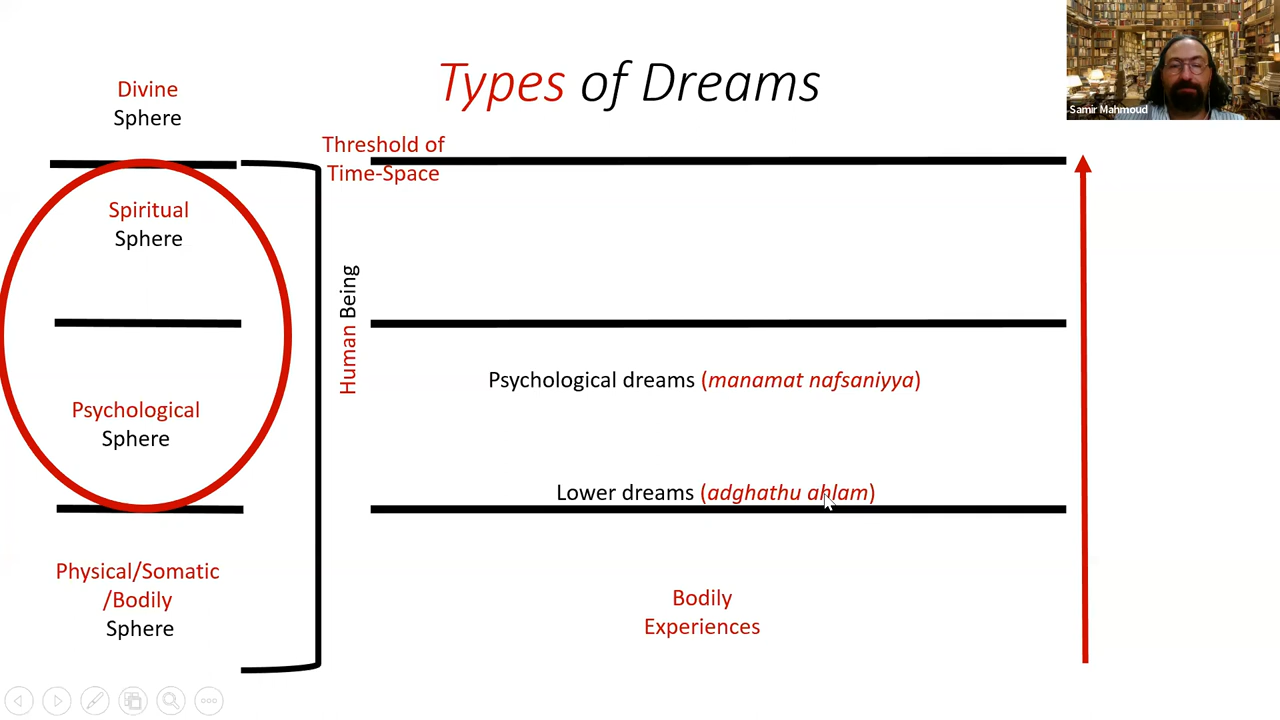 Types of Dreams
Samir Mahmoud
Divine
Sphere
Threshold of
Time-Space
Spiritual
Sphere
Human Being
Psychological dreams (manamat nafsaniyya)
Psychological
Sphere
Lower dreams (adghathu ahlam)
Physical/Somatic
/Bodily
Sphere
Bodily
Experiences